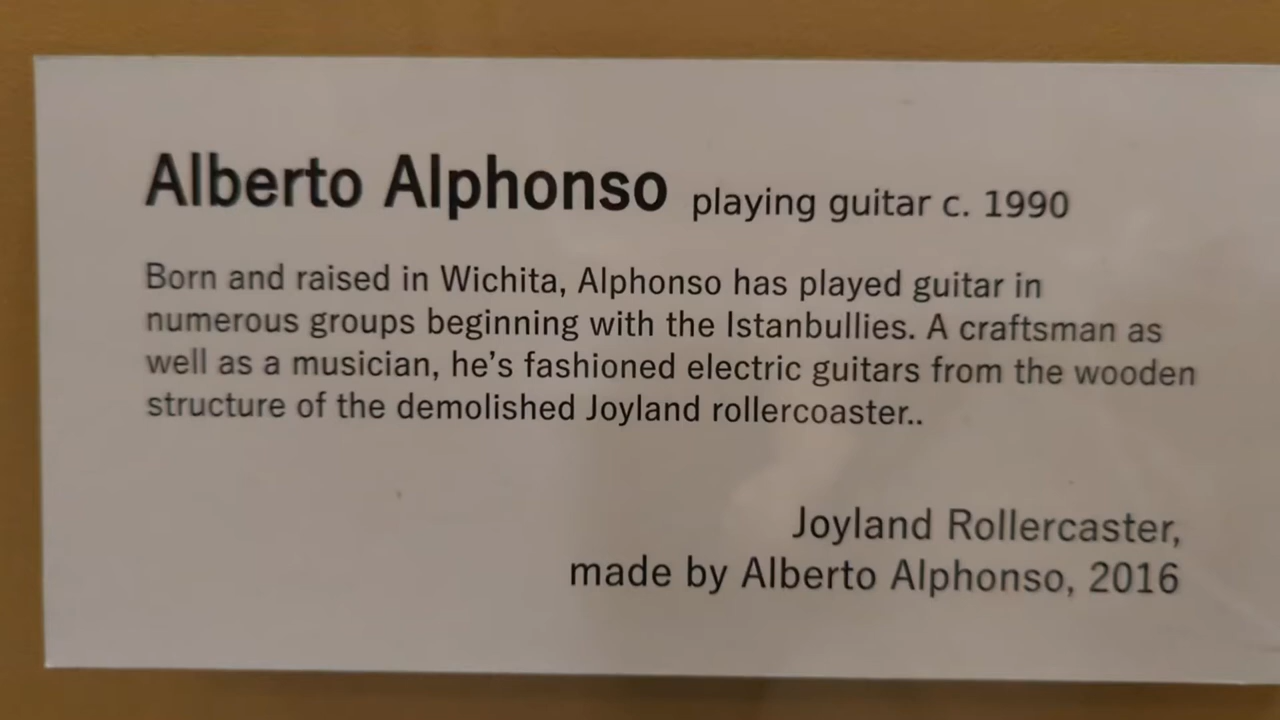 Alberto Alphonso playing guitar c. 1990
Born and raised in Wichita, Alphonso has played guitar in
numerous groups beginning with the Istanbullies. A craftsman as
well as a musician, he’s fashioned electric guitars from the wooden
structure of the demolished Joyland rollercoaster..
Joyland Rollercaster,
made by Alberto Alphonso, 2016